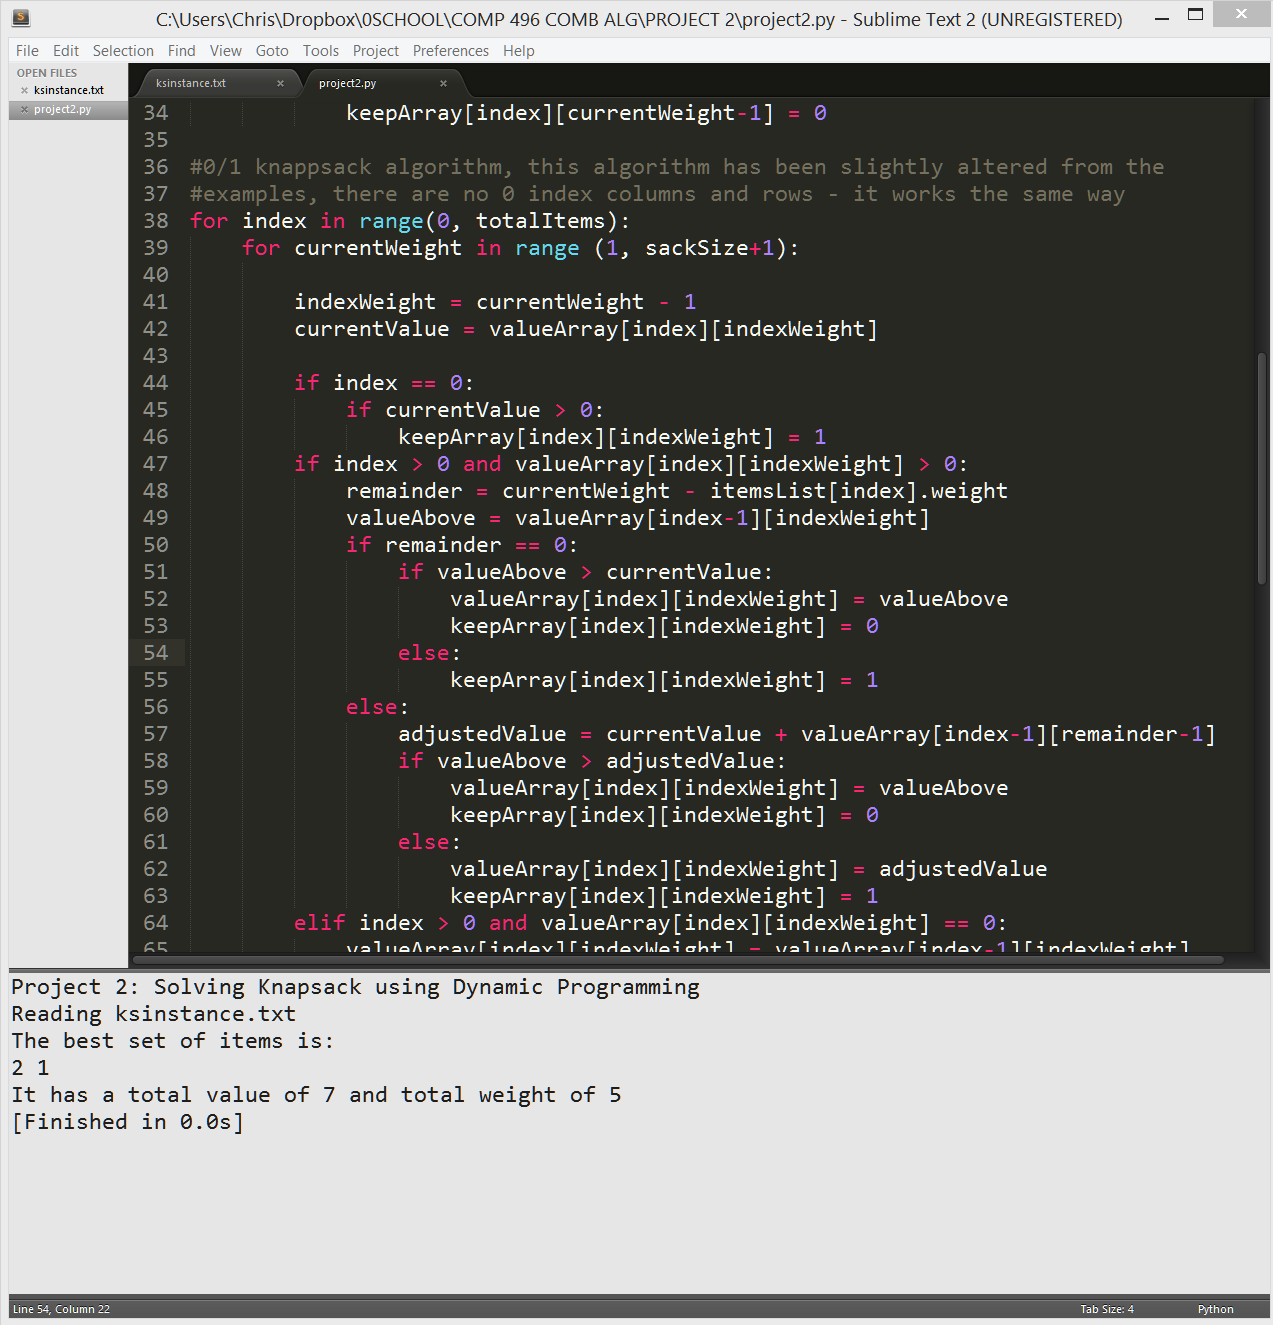 C:\Users\Chris\Dropbox\0SCHOOL\COMP 496 COMB ALG\PROJECT 2\project2.py - Sublime Text 2 (UNREGISTERED)
File Edit Selection Find View Goto Tools Project Preferences Help
OPEN FILES
ksinstance.txt
project2.py
ksinstance.txt project2.py
34 keepArray[index][currentWeight-1] = 0
35
36 #0/1 knappsack algorithm, this algorithm has been slightly altered from the
37 #examples, there are no 0 index columns and rows - it works the same way
38 for index in range(0, totalItems):
39 for currentWeight in range (1, sackSize+1):
40
41 indexWeight = currentWeight - 1
42 currentValue = valueArray[index][indexWeight]
43
44 if index == 0:
45 if currentValue > 0:
46 keepArray[index][indexWeight] = 1
47 if index > 0 and valueArray[index][indexWeight] > 0:
48 remainder = currentWeight - itemsList[index].weight
49 valueAbove = valueArray[index-1][indexWeight]
50 if remainder == 0:
51 if valueAbove > currentValue:
52 valueArray[index][indexWeight] = valueAbove
53 keepArray[index][indexWeight] = 0
54 else:
55 keepArray[index][indexWeight] = 1
56 else:
57 adjustedValue = currentValue + valueArray[index-1][remainder-1]
58 if valueAbove > adjustedValue:
59 valueArray[index][indexWeight] = valueAbove
60 keepArray[index][indexWeight] = 0
61 else:
62 valueArray[index][indexWeight] = adjustedValue
63 keepArray[index][indexWeight] = 1
64 elif index > 0 and valueArray[index][indexWeight] == 0:
65 valueArray[index][indexWeight] = valueArray[index-1][indexWeight]
Project 2: Solving Knapsack using Dynamic Programming
Reading ksinstance.txt
The best set of items is:
2 1
It has a total value of 7 and total weight of 5
[Finished in 0.0s]
Line 54, Column 22 Tab Size: 4 Python